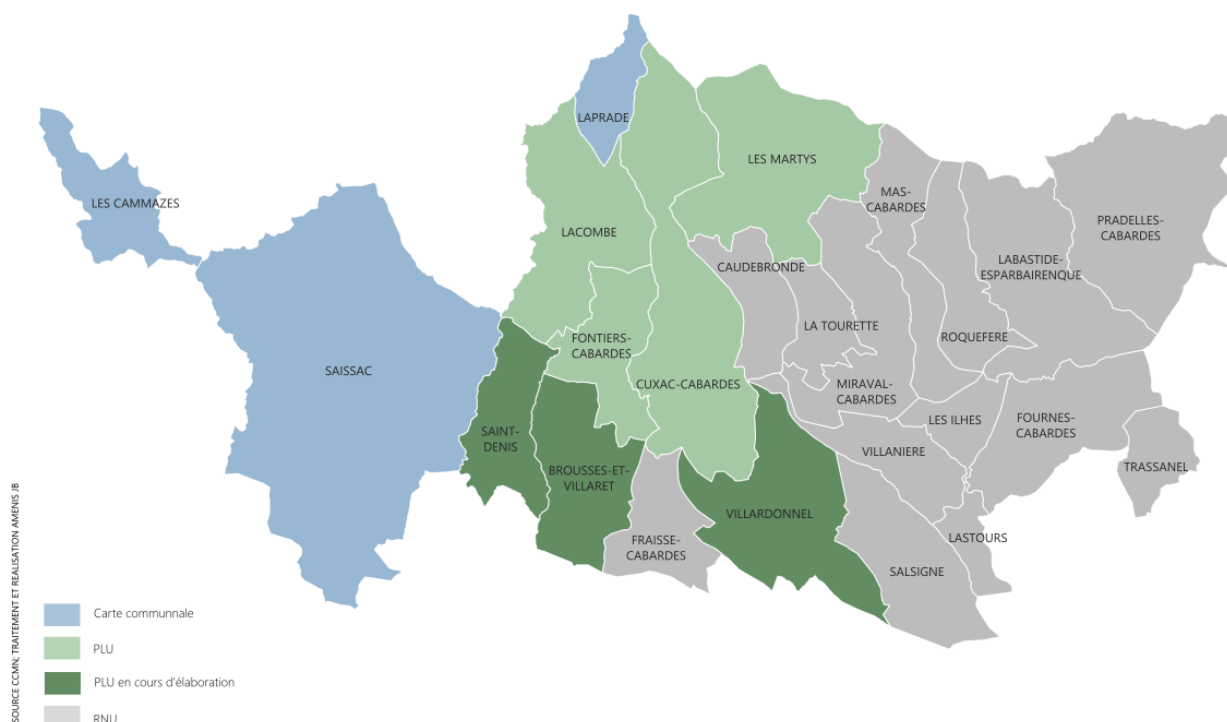 LAPRADE
LES MARTYS
LES CAMMAZES
MAS-
CABARDES
PRADELLES-
CABARDES
LACOMBE
CAUDEBRONDE
LABASTIDE-
ESPARBAIRENQUE
LA TOURETTE
ROQUEFERE
FONTIERS-
CABARDES
SAISSAC
CUXAC-CABARDES
MIRAVAL-
CABARDES
LES ILHES
FOURNES-
CABARDES
SAINT-
DENIS
VILLANIERE
TRASSANEL
BROUSSES-ET-
VILLARET
VILLARDONNEL
FRAISSE-
CABARDES
LASTOURS
SALSIGNE
Carte communnale
PLU
PLU en cours d'élaboration
RNU
SOURCE CCMN; TRAITEMENT ET REALISATION AMENIS JB